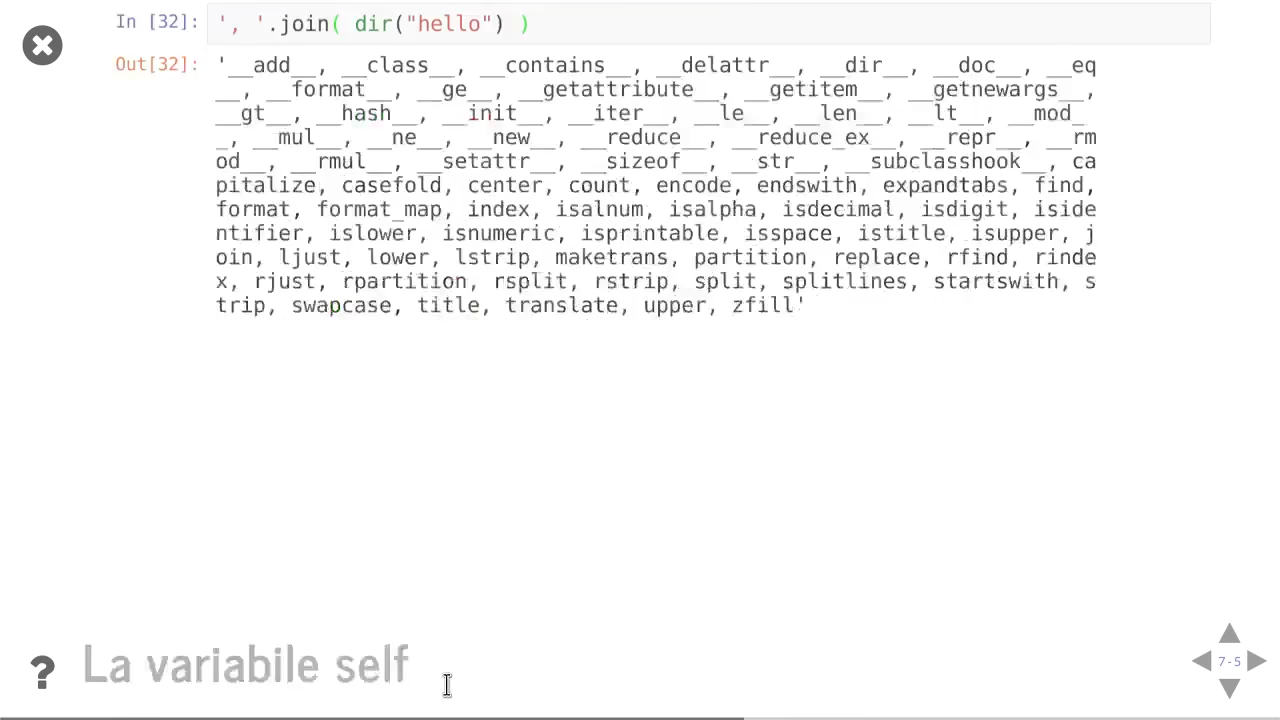 In [32]: ', '.join( dir("hello") )
Out[32]: '__add__, __class__, __contains__, __delattr__, __dir__, __doc__, __eq
__, __format__, __ge__, __getattribute__, __getitem__, __getnewargs__,
__gt__, __hash__, __init__, __iter__, __le__, __len__, __lt__, __mod_
_, __mul__, __ne__, __new__, __reduce__, __reduce_ex__, __repr__, __rm
od__, __rmul__, __setattr__, __sizeof__, __str__, __subclasshook__, ca
pitalize, casefold, center, count, encode, endswith, expandtabs, find,
format, format_map, index, isalnum, isalpha, isdecimal, isdigit, iside
ntifier, islower, isnumeric, isprintable, isspace, istitle, isupper, j
oin, ljust, lower, lstrip, maketrans, partition, replace, rfind, rinde
x, rjust, rpartition, rsplit, rstrip, split, splitlines, startswith, s
trip, swapcase, title, translate, upper, zfill'
? La variabile self
7-5